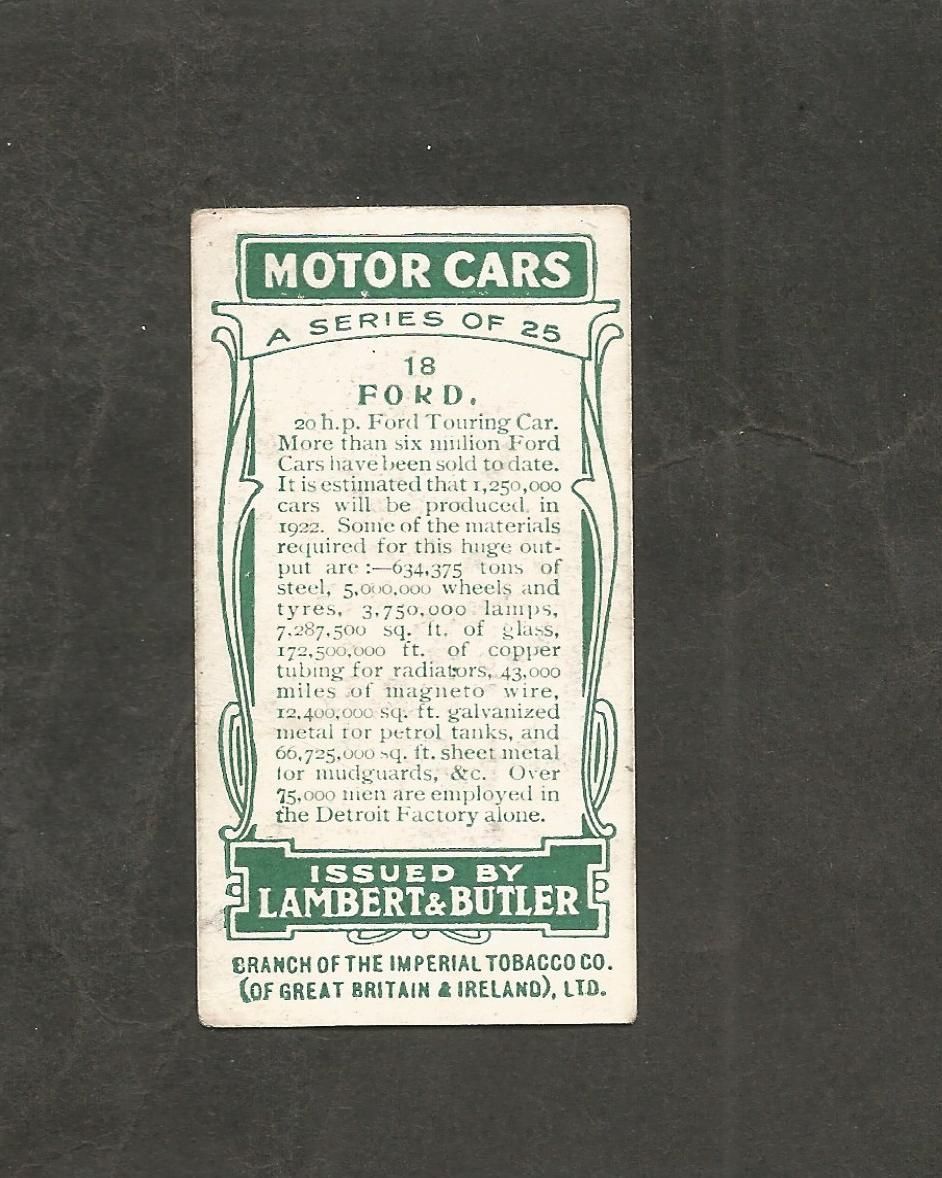 MOTOR CARS
A SERIES OF 25
18
FORD.
20 h.p. Ford Touring Car.
More than six million Ford
Cars have been sold to date.
It is estimated that 1,250,000
cars will be produced in
1922. Some of the materials
required for this huge out-
put are :—634,375 tons of
steel, 5,000,000 wheels and
tyres, 3,750,000 lamps,
7,287,500 sq. ft. of glass,
172,500,000 ft. of copper
tubing for radiators, 43,000
miles of magneto wire,
12,400,000 sq. ft. galvanized
metal for petrol tanks, and
66,725,000 sq. ft. sheet metal
for mudguards, &c. Over
75,000 men are employed in
the Detroit Factory alone.
ISSUED BY
LAMBERT & BUTLER
BRANCH OF THE IMPERIAL TOBACCO CO.
(OF GREAT BRITAIN & IRELAND), LTD.